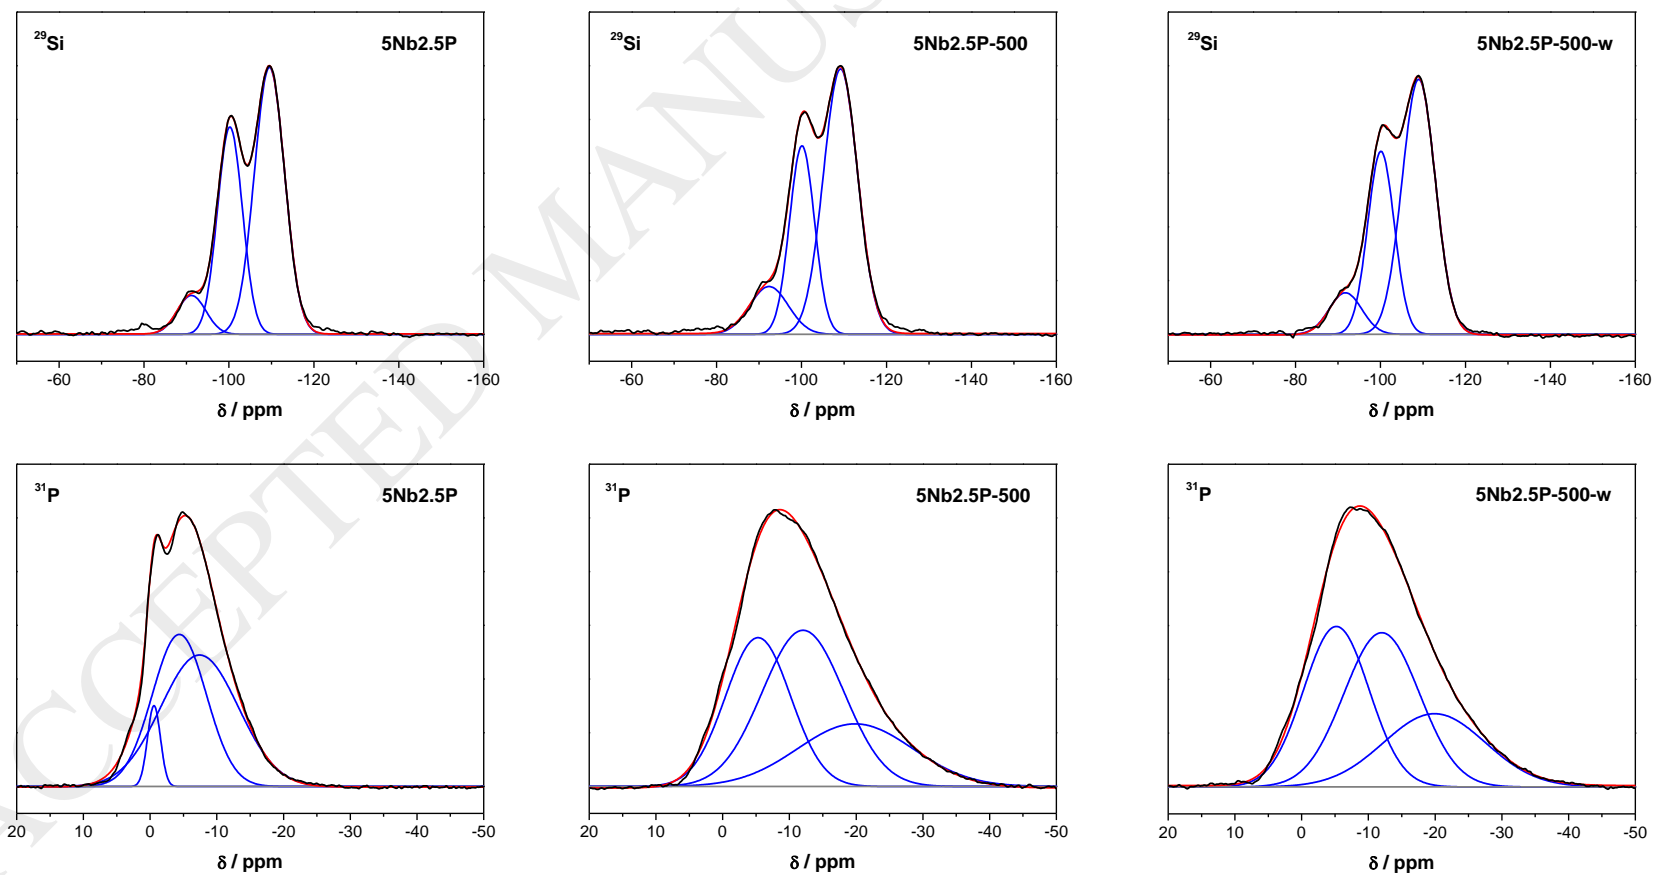 ²⁹Si 5Nb2.5P
-60 -80 -100 -120 -140 -160
δ / ppm
²⁹Si 5Nb2.5P-500
-60 -80 -100 -120 -140 -160
δ / ppm
²⁹Si 5Nb2.5P-500-w
-60 -80 -100 -120 -140 -160
δ / ppm
³¹P 5Nb2.5P
20 10 0 -10 -20 -30 -40 -50
δ / ppm
³¹P 5Nb2.5P-500
20 10 0 -10 -20 -30 -40 -50
δ / ppm
³¹P 5Nb2.5P-500-w
20 10 0 -10 -20 -30 -40 -50
δ / ppm
ACCEPTED MANUS